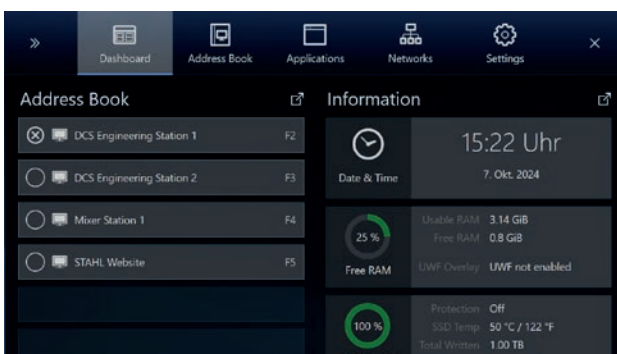 Dashboard
Address Book
Applications
Networks
Settings
Address Book
DCS Engineering Station 1 F2
DCS Engineering Station 2 F3
Mixer Station 1 F4
STAHL Website F5
Information
Date & Time
15:22 Uhr
7. Okt. 2024
25 %
Free RAM
Usable RAM 3.14 GiB
Free RAM 0.8 GiB
UWF Overlay UWF not enabled
100 %
Protection Off
SSD Temp 50 °C / 122 °F
Total Written 1.00 TB